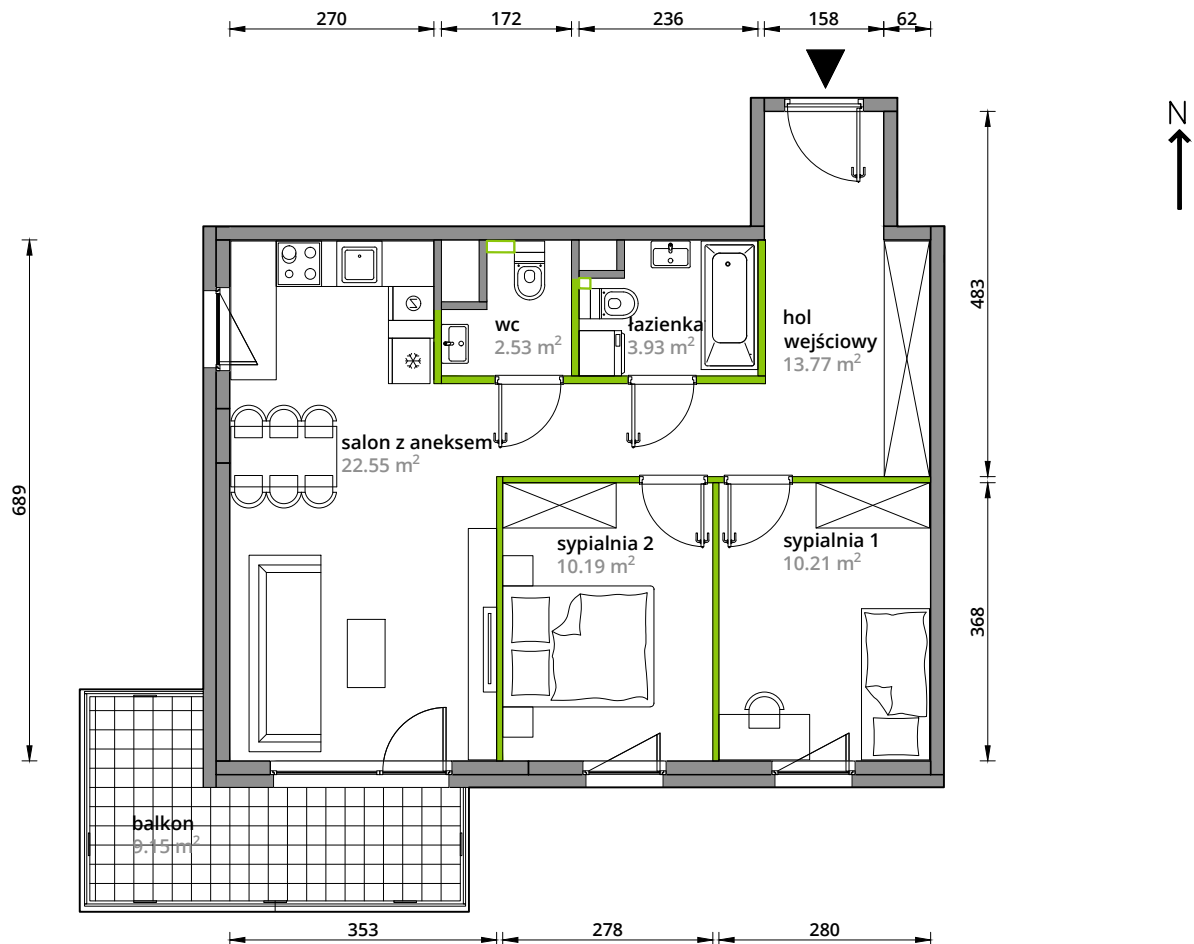 270 172 236 158 62
N
483
hol
wejściowy
13.77 m²
wc
2.53 m²
łazienka
3.93 m²
salon z aneksem
22.55 m²
689
sypialnia 2
10.19 m²
sypialnia 1
10.21 m²
368
balkon
9.15 m²
353 278 280